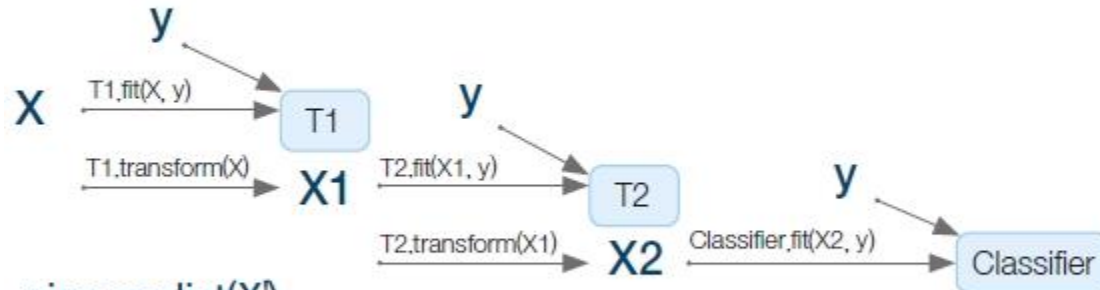 y
X
T1.fit(X, y)
T1
y
T1.transform(X)
X1
T2.fit(X1, y)
T2
y
T2.transform(X1)
X2
Classifier.fit(X2, y)
Classifier